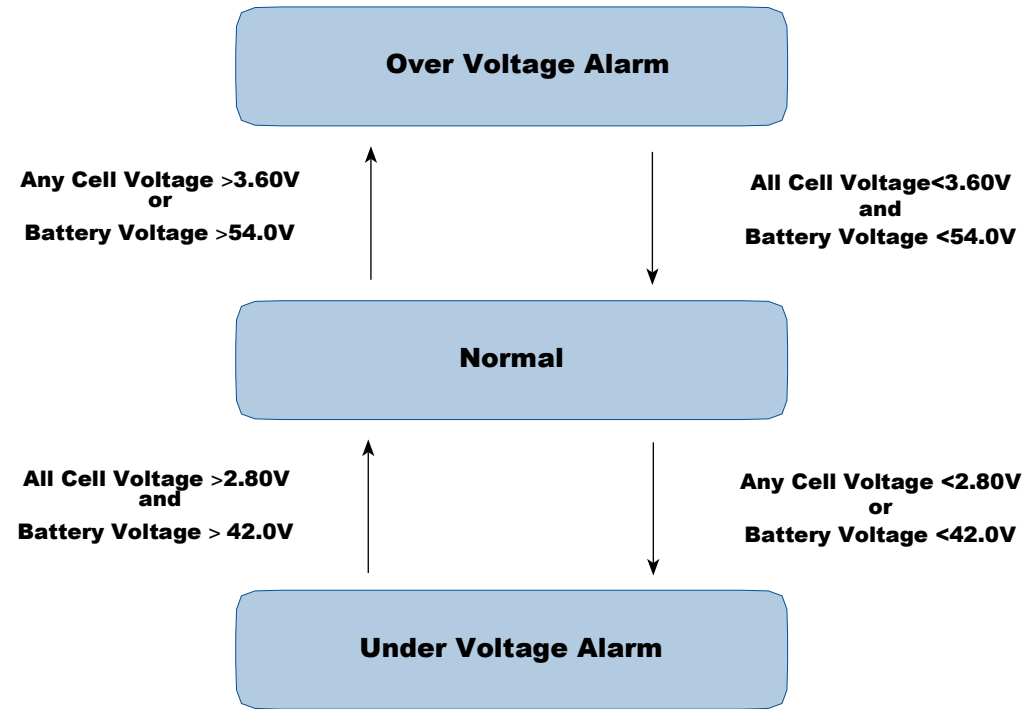 Over Voltage Alarm
Any Cell Voltage >3.60V
or
Battery Voltage >54.0V
All Cell Voltage<3.60V
and
Battery Voltage <54.0V
Normal
All Cell Voltage >2.80V
and
Battery Voltage > 42.0V
Any Cell Voltage <2.80V
or
Battery Voltage <42.0V
Under Voltage Alarm